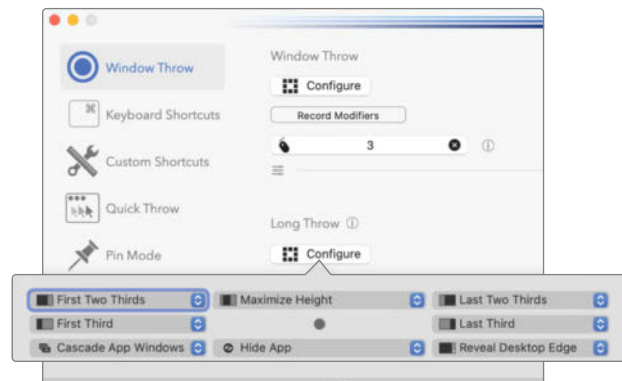 Window Throw
Keyboard Shortcuts
Custom Shortcuts
Quick Throw
Pin Mode
Window Throw
Configure
Record Modifiers
3
Long Throw
Configure
First Two Thirds
Maximize Height
Last Two Thirds
First Third
Last Third
Cascade App Windows
Hide App
Reveal Desktop Edge